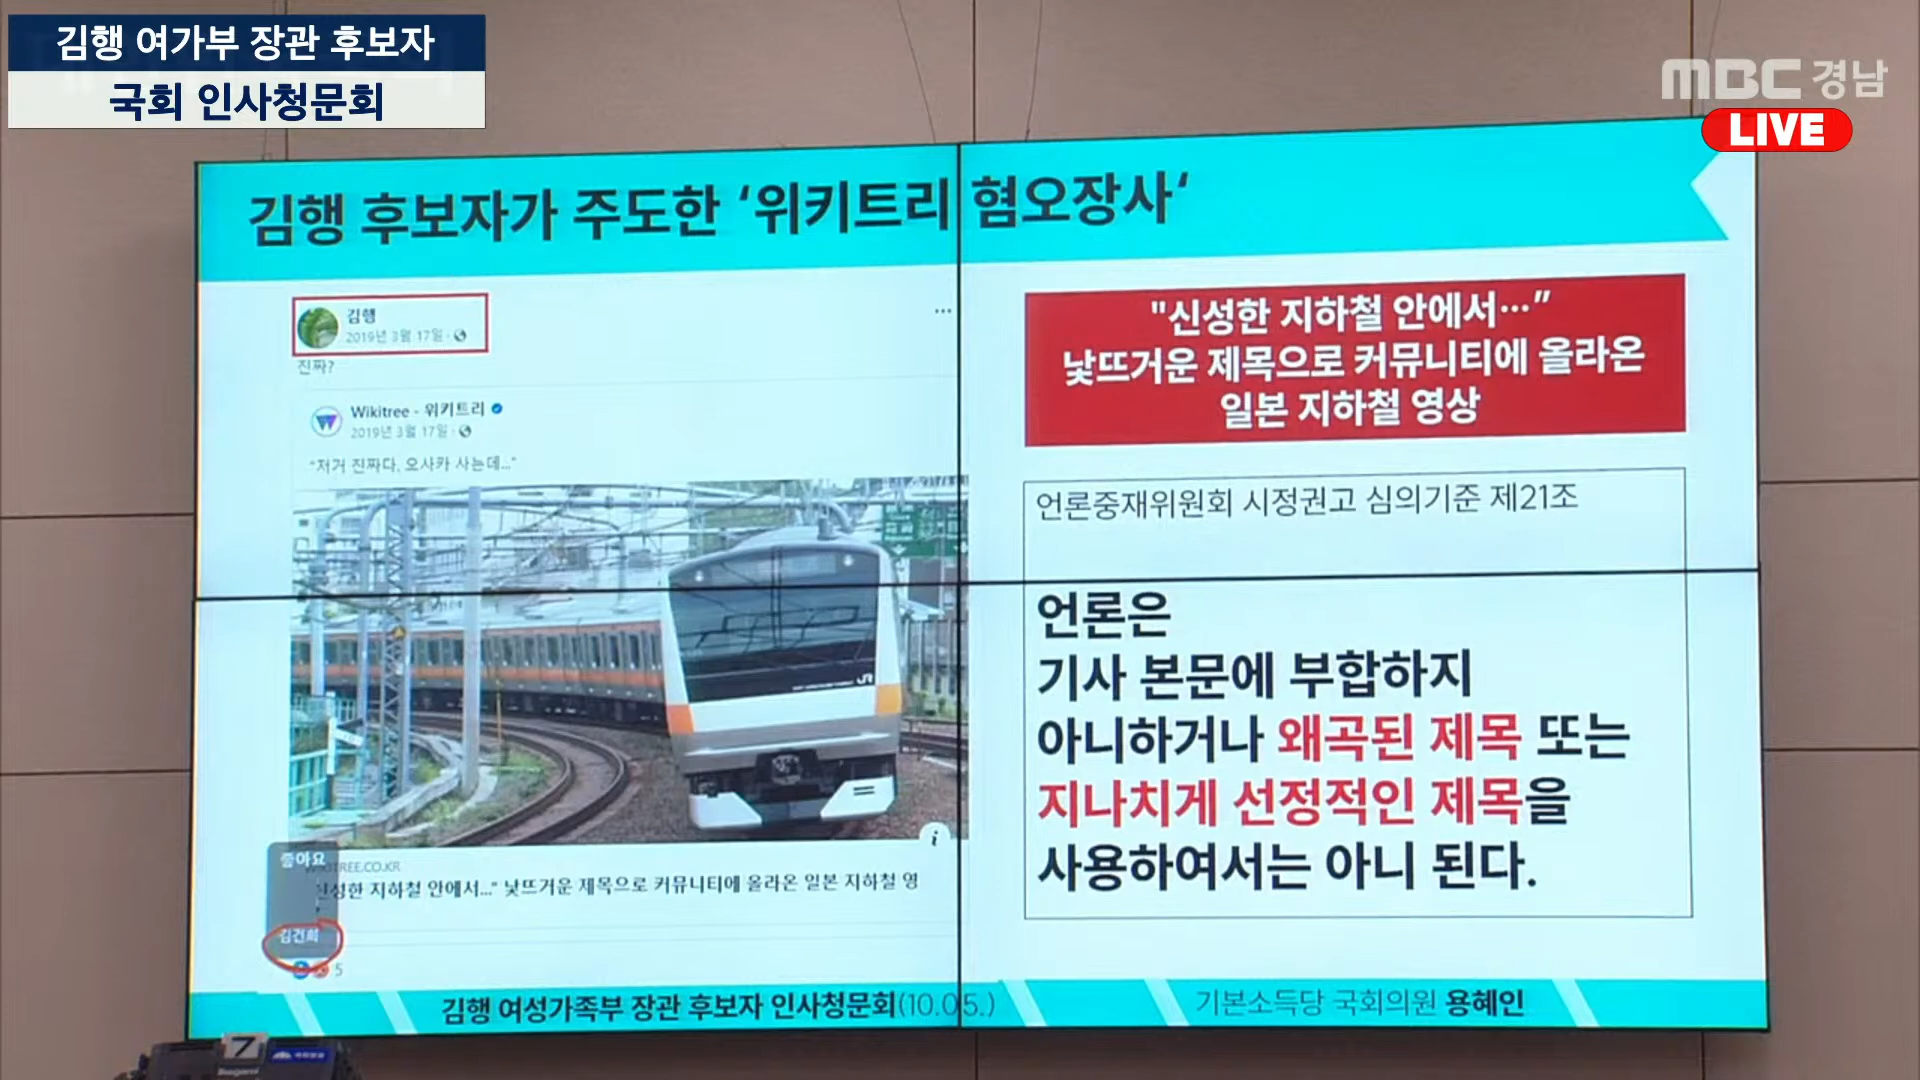 김행 여가부 장관 후보자
국회 인사청문회
MBC 경남
LIVE
김행 후보자가 주도한 ‘위키트리 혐오장사‘
김행
2019년 3월 17일
진짜?
Wikitree - 위키트리
2019년 3월 17일
"저거 진짜다. 오사카 사는데..."
JR
좋아요
TREE.CO.KR
신성한 지하철 안에서..." 낯뜨거운 제목으로 커뮤니티에 올라온 일본 지하철 영
김건희
5
"신성한 지하철 안에서…”
낯뜨거운 제목으로 커뮤니티에 올라온
일본 지하철 영상
언론중재위원회 시정권고 심의기준 제21조
언론은
기사 본문에 부합하지
아니하거나 왜곡된 제목 또는
지나치게 선정적인 제목을
사용하여서는 아니 된다.
김행 여성가족부 장관 후보자 인사청문회(10.05.)
기본소득당 국회의원 용혜인
7